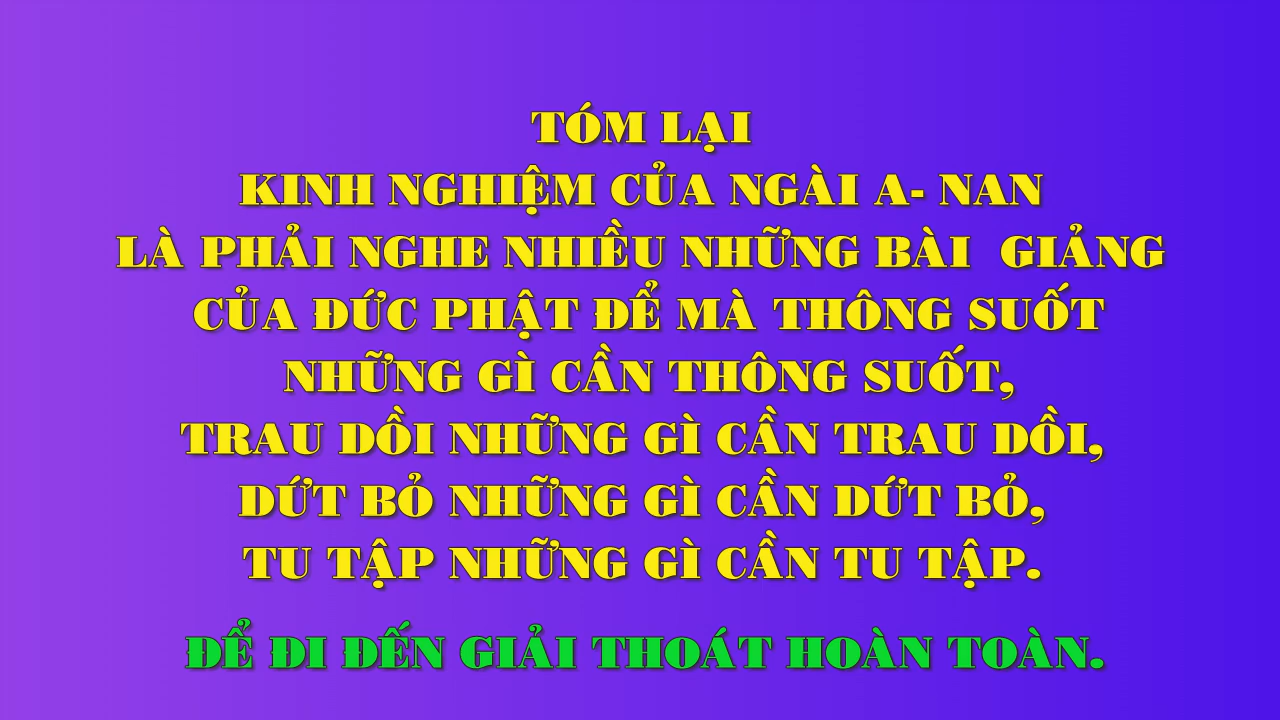 TÓM LẠI
KINH NGHIỆM CỦA NGÀI A- NAN
LÀ PHẢI NGHE NHIỀU NHỮNG BÀI  GIẢNG
CỦA ĐỨC PHẬT ĐỂ MÀ THÔNG SUỐT
NHỮNG GÌ CẦN THÔNG SUỐT,
TRAU DỒI NHỮNG GÌ CẦN TRAU DỒI,
DỨT BỎ NHỮNG GÌ CẦN DỨT BỎ,
TU TẬP NHỮNG GÌ CẦN TU TẬP.
ĐỂ ĐI ĐẾN GIẢI THOÁT HOÀN TOÀN.